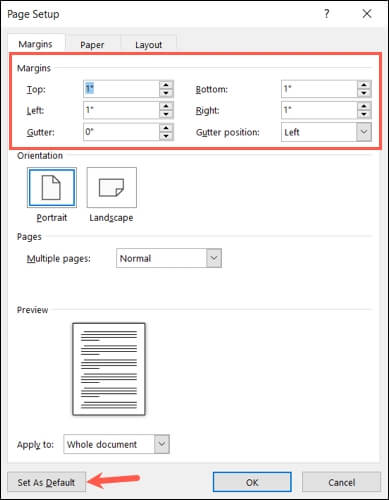 Page Setup ? ×
Margins Paper Layout
Margins
Top: 1" Bottom: 1"
Left: 1" Right: 1"
Gutter: 0" Gutter position: Left
Orientation
Portrait Landscape
Pages
Multiple pages: Normal
Preview
Apply to: Whole document
Set As Default OK Cancel